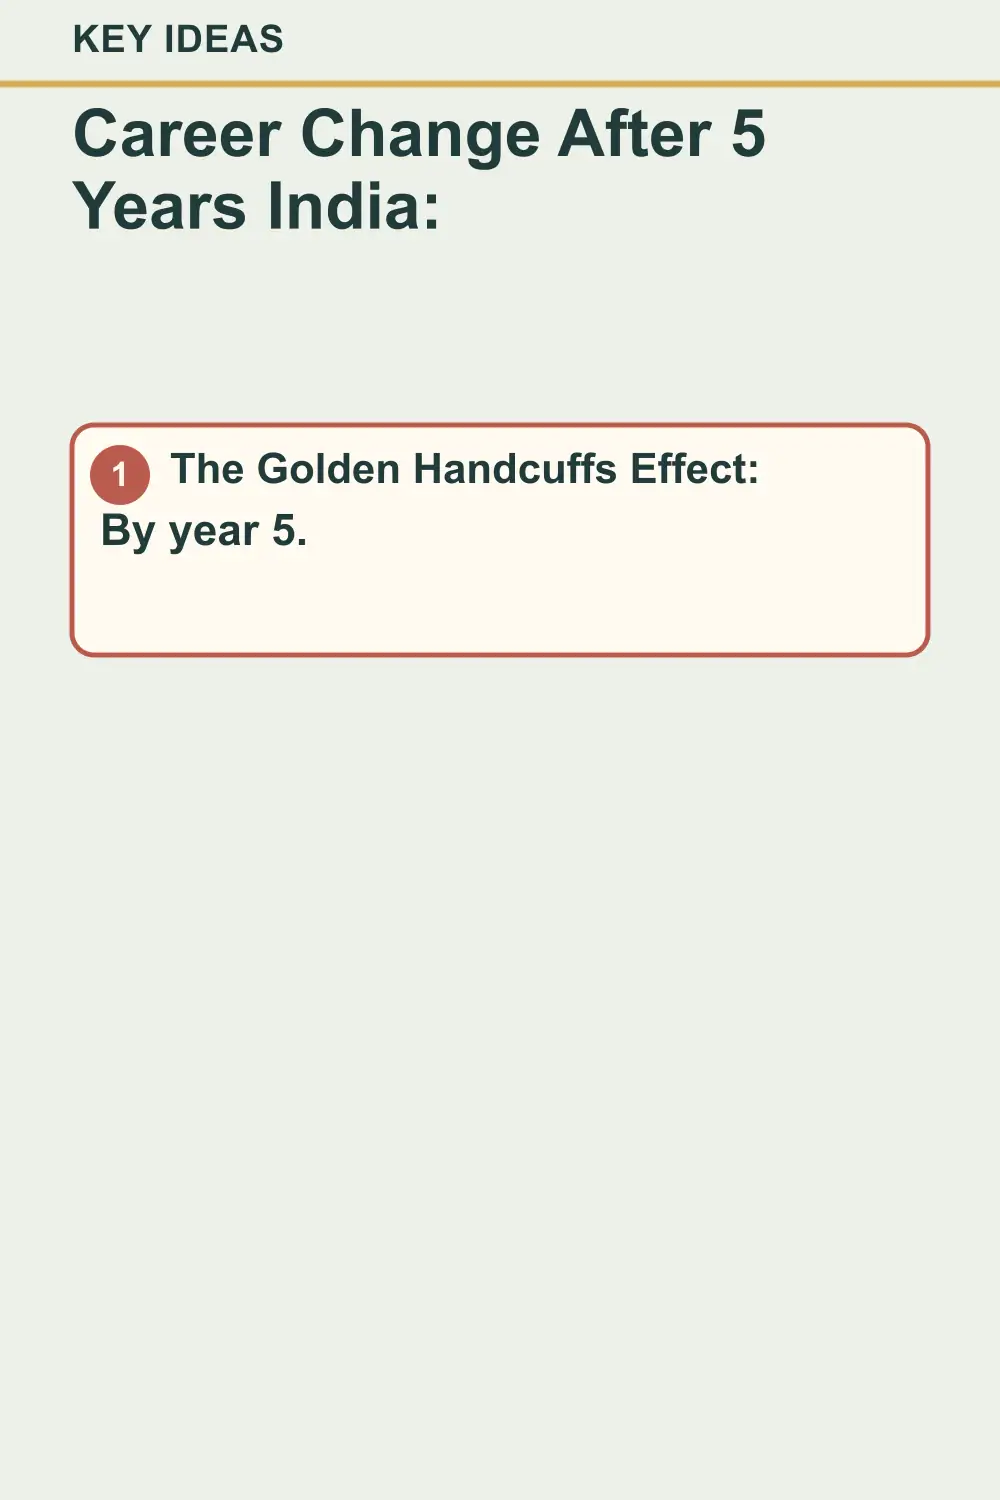 KEY IDEAS
Career Change After 5
Years India:
1 The Golden Handcuffs Effect:
By year 5.